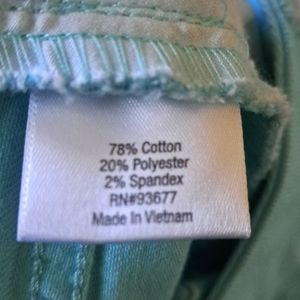 78% Cotton
20% Polyester
2% Spandex
RN#93677
Made In Vietnam